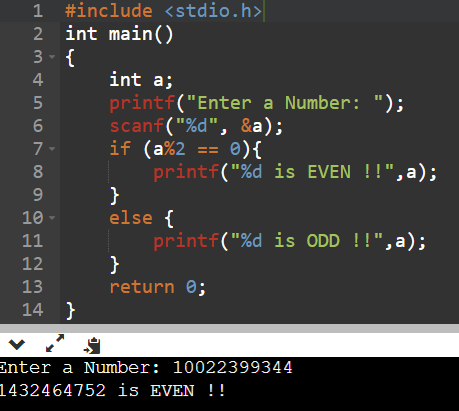 1 #include <stdio.h>
2 int main()
3 {
4     int a;
5     printf("Enter a Number: ");
6     scanf("%d", &a);
7     if (a%2 == 0){
8         printf("%d is EVEN !!",a);
9     }
10     else {
11         printf("%d is ODD !!",a);
12     }
13     return 0;
14 }
Enter a Number: 10022399344
1432464752 is EVEN !!